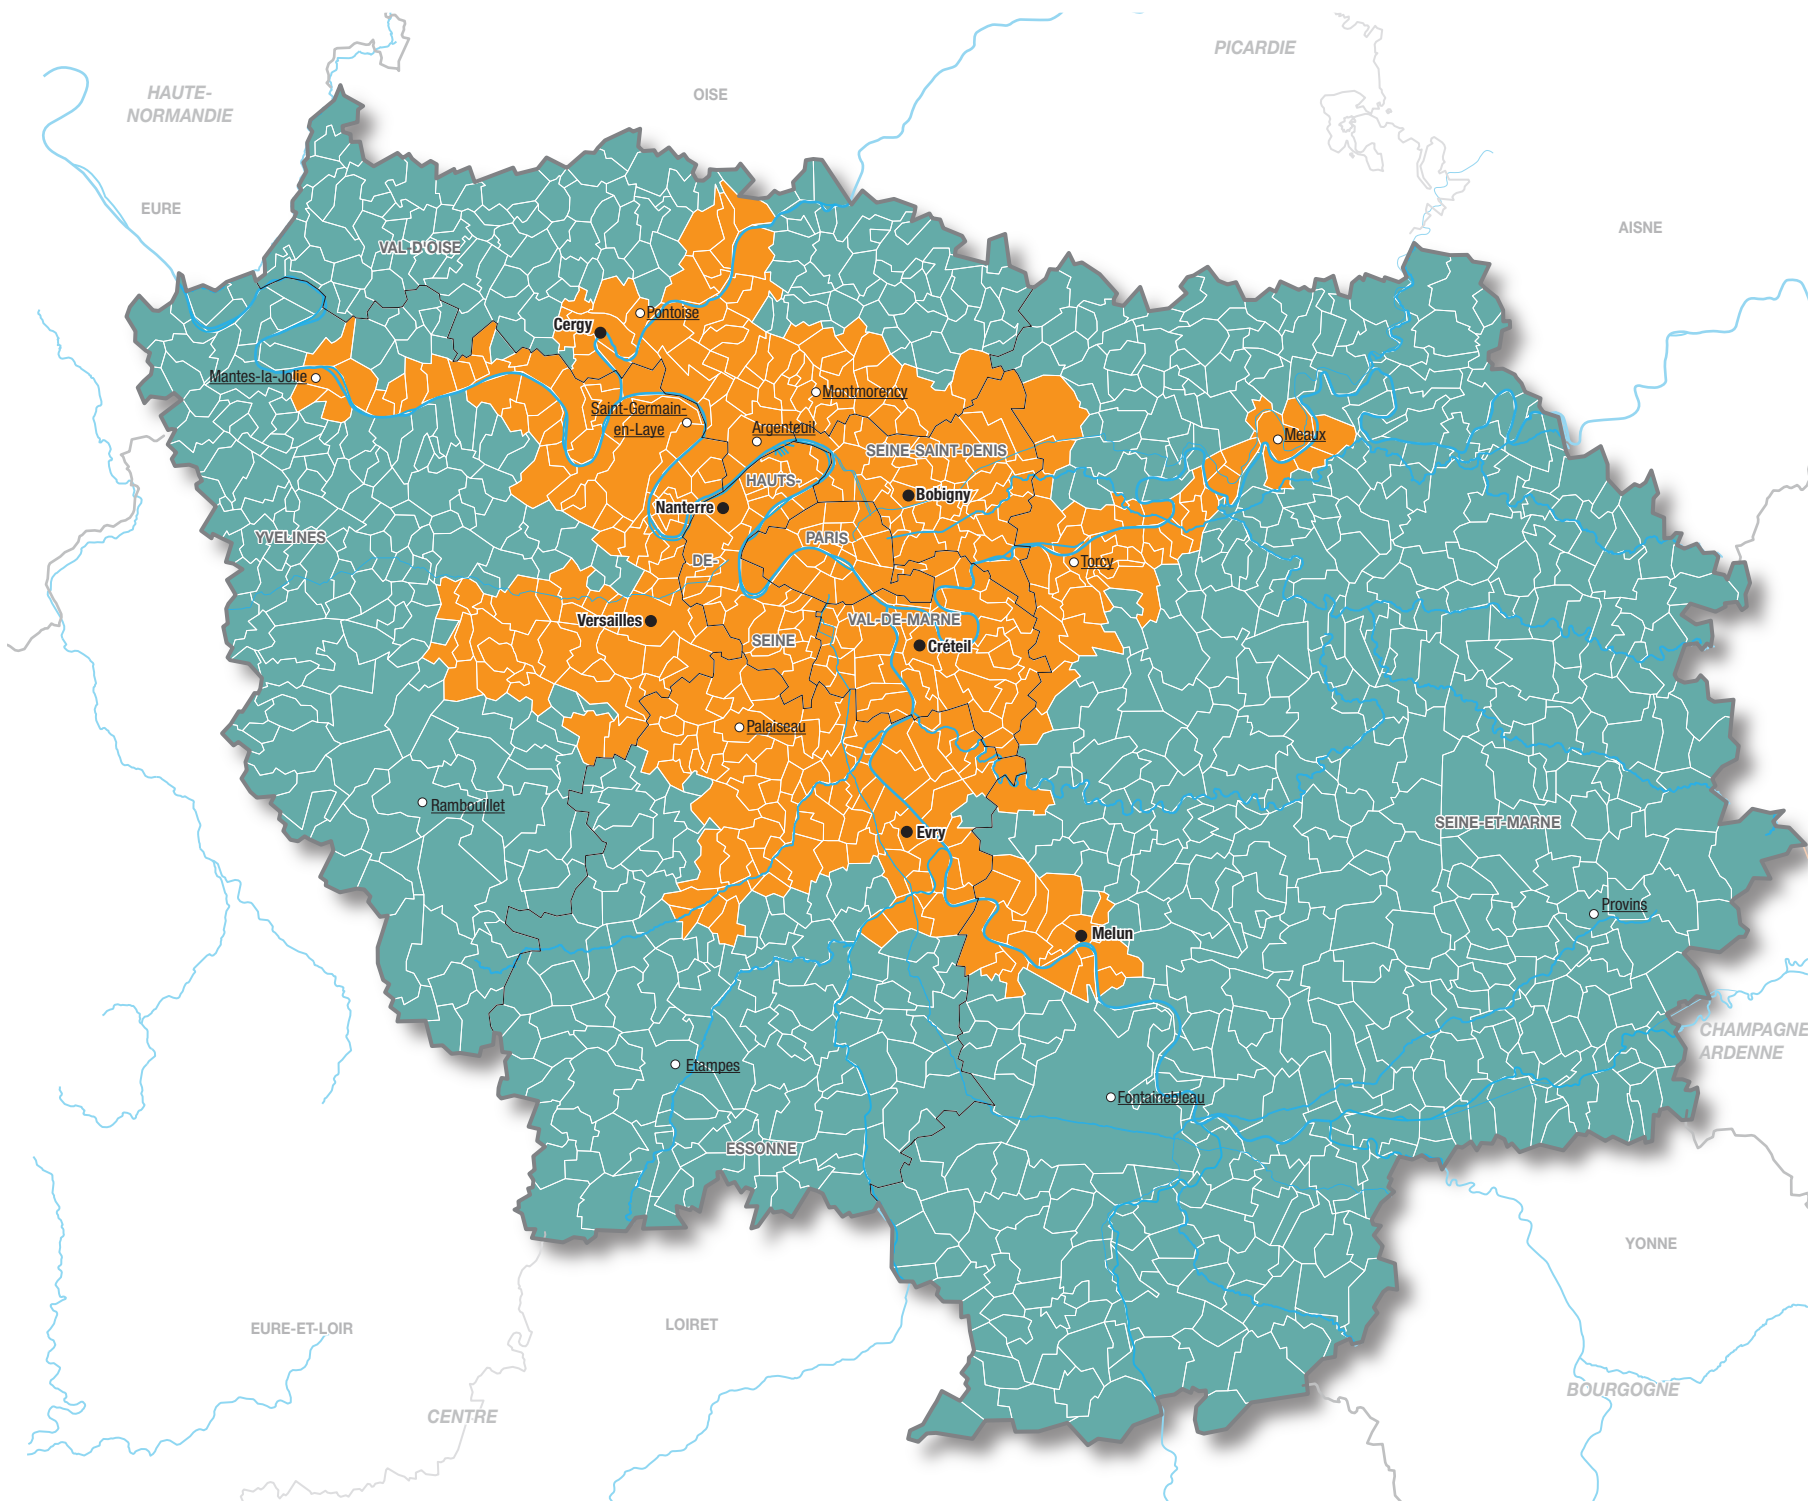 PICARDIE
HAUTE-
NORMANDIE
OISE
EURE
AISNE
VAL-D'OISE
Pontoise
Cergy
Mantes-la-Jolie
Montmorency
Saint-Germain-
en-Laye
Argenteuil
Meaux
SEINE-SAINT-DENIS
HAUTS-
Bobigny
Nanterre
YVELINES
PARIS
DE-
Torcy
Versailles
VAL-DE-MARNE
SEINE
Créteil
Palaiseau
Rambouillet
Evry
SEINE-ET-MARNE
Provins
Melun
CHAMPAGNE
ARDENNE
Etampes
Fontainebleau
ESSONNE
YONNE
EURE-ET-LOIR
LOIRET
BOURGOGNE
CENTRE